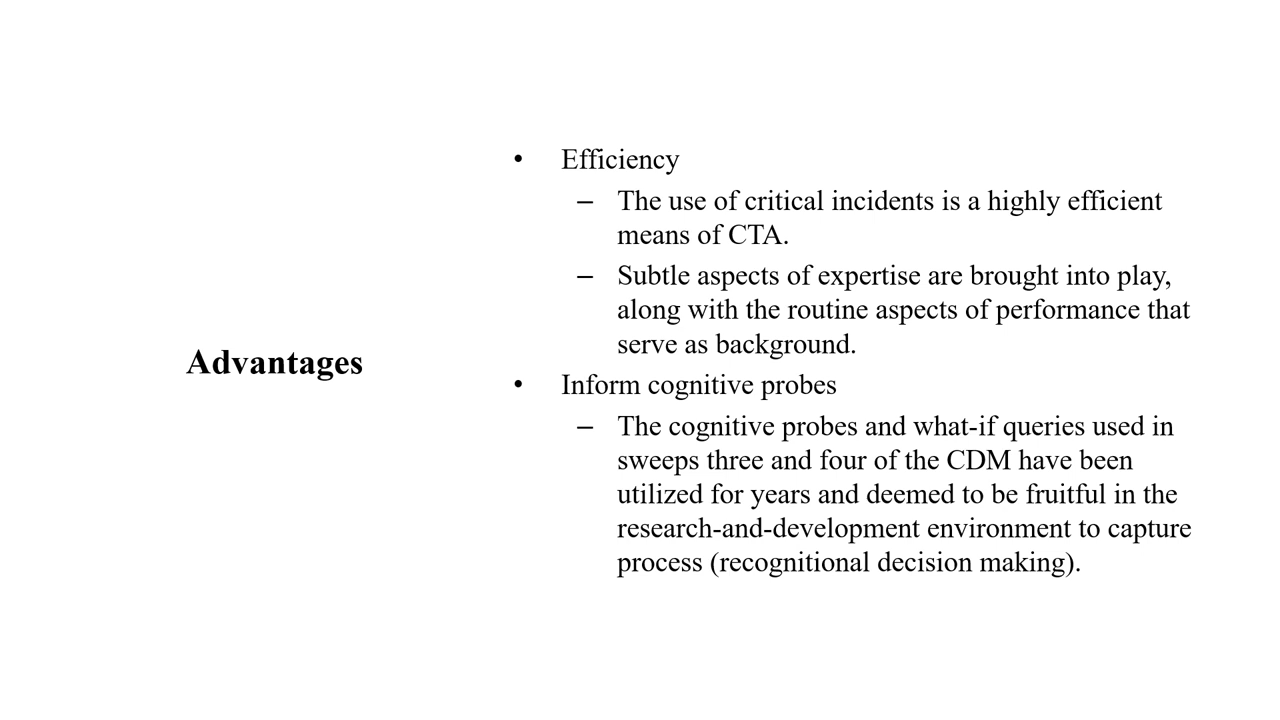 Advantages
• Efficiency
– The use of critical incidents is a highly efficient
means of CTA.
– Subtle aspects of expertise are brought into play,
along with the routine aspects of performance that
serve as background.
• Inform cognitive probes
– The cognitive probes and what-if queries used in
sweeps three and four of the CDM have been
utilized for years and deemed to be fruitful in the
research-and-development environment to capture
process (recognitional decision making).